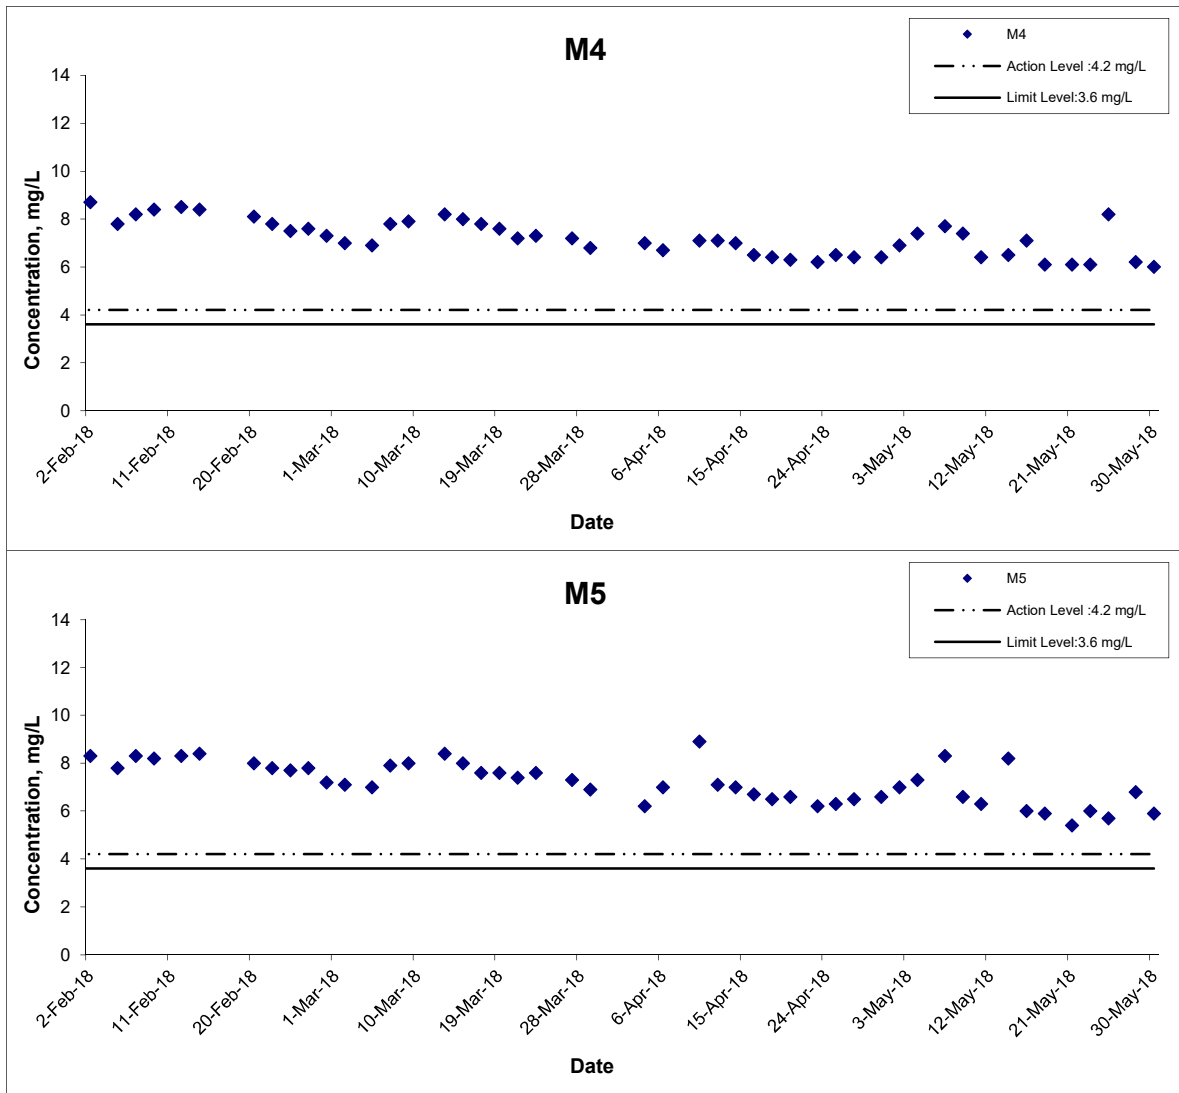 M4
M4
Action Level :4.2 mg/L
Limit Level:3.6 mg/L
Concentration, mg/L
14
12
10
8
6
4
2
0
2-Feb-18
11-Feb-18
20-Feb-18
1-Mar-18
10-Mar-18
19-Mar-18
28-Mar-18
6-Apr-18
15-Apr-18
24-Apr-18
3-May-18
12-May-18
21-May-18
30-May-18
Date
M5
M5
Action Level :4.2 mg/L
Limit Level:3.6 mg/L
Concentration, mg/L
14
12
10
8
6
4
2
0
2-Feb-18
11-Feb-18
20-Feb-18
1-Mar-18
10-Mar-18
19-Mar-18
28-Mar-18
6-Apr-18
15-Apr-18
24-Apr-18
3-May-18
12-May-18
21-May-18
30-May-18
Date